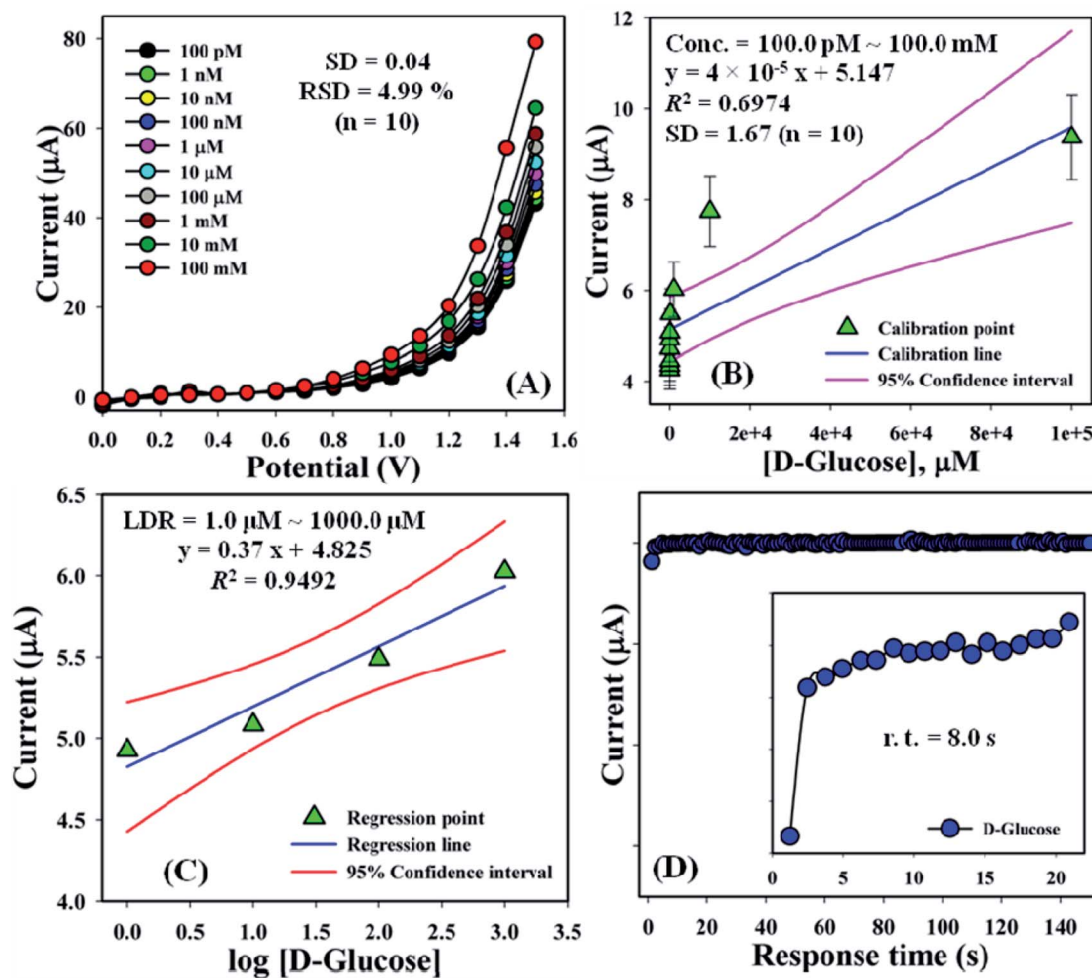 80
60
40
20
0
Current (µA)
100 pM
1 nM
10 nM
100 nM
1 µM
10 µM
100 µM
1 mM
10 mM
100 mM
SD = 0.04
RSD = 4.99 %
(n = 10)
(A)
0.0 0.2 0.4 0.6 0.8 1.0 1.2 1.4 1.6
Potential (V)
12
10
8
6
4
Current (µA)
Conc. = 100.0 pM ~ 100.0 mM
y = 4 × 10⁻⁵ x + 5.147
R² = 0.6974
SD = 1.67 (n = 10)
Calibration point
Calibration line
95% Confidence interval
(B)
0 2e+4 4e+4 6e+4 8e+4 1e+5
[D-Glucose], µM
6.5
6.0
5.5
5.0
4.5
4.0
Current (µA)
LDR = 1.0 µM ~ 1000.0 µM
y = 0.37 x + 4.825
R² = 0.9492
Regression point
Regression line
95% Confidence interval
(C)
0.0 0.5 1.0 1.5 2.0 2.5 3.0 3.5
log [D-Glucose]
Current (µA)
r. t. = 8.0 s
D-Glucose
0 5 10 15 20
(D)
0 20 40 60 80 100 120 140
Response time (s)